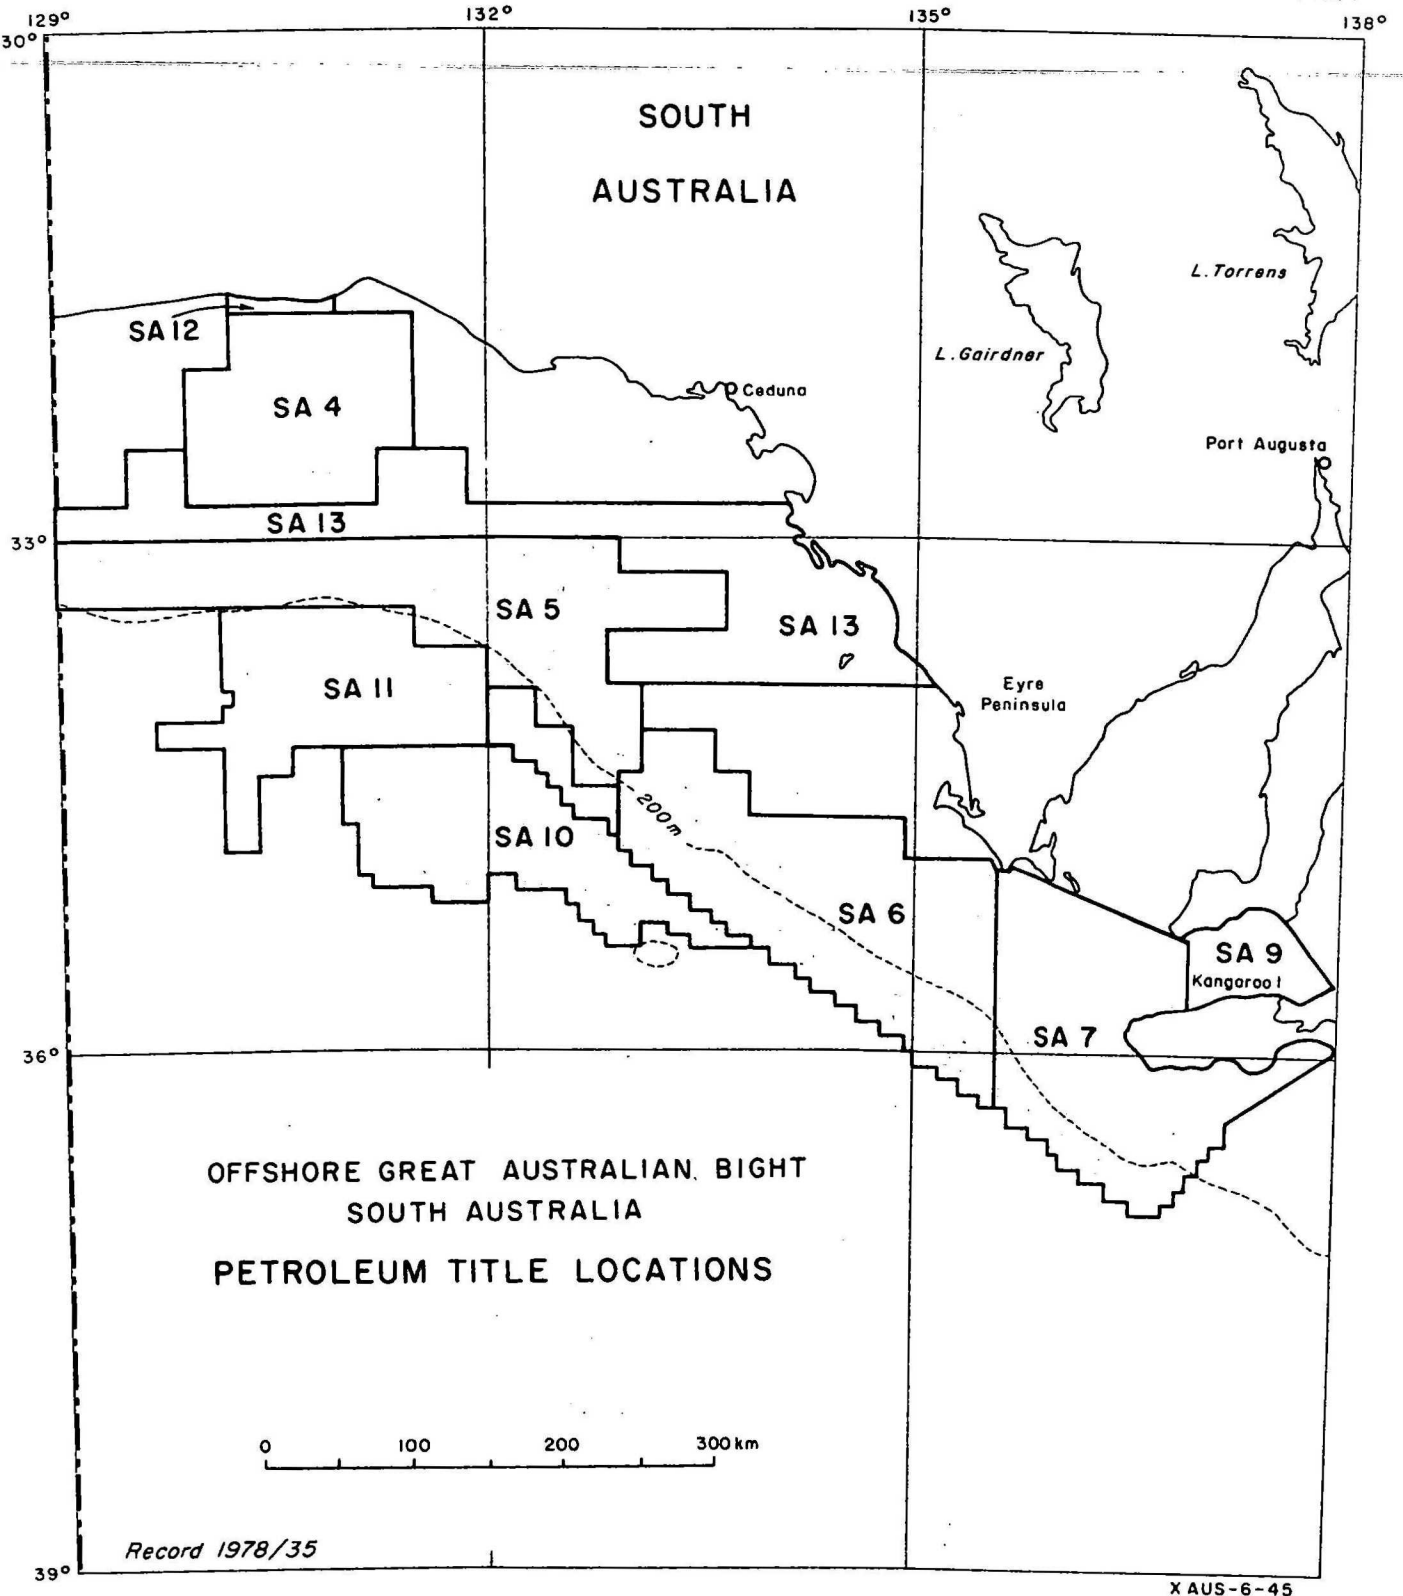 129°
132°
135°
138°
30°
SOUTH
AUSTRALIA
L. Torrens
SA 12
L. Gairdner
Ceduna
SA 4
Port Augusta
SA 13
33°
SA 5
SA 13
Eyre
Peninsula
SA 11
200m
SA 10
SA 6
SA 9
Kangaroo I
SA 7
36°
OFFSHORE GREAT AUSTRALIAN BIGHT
SOUTH AUSTRALIA
PETROLEUM TITLE LOCATIONS
0 100 200 300 km
Record 1978/35
39°
X AUS-6-45